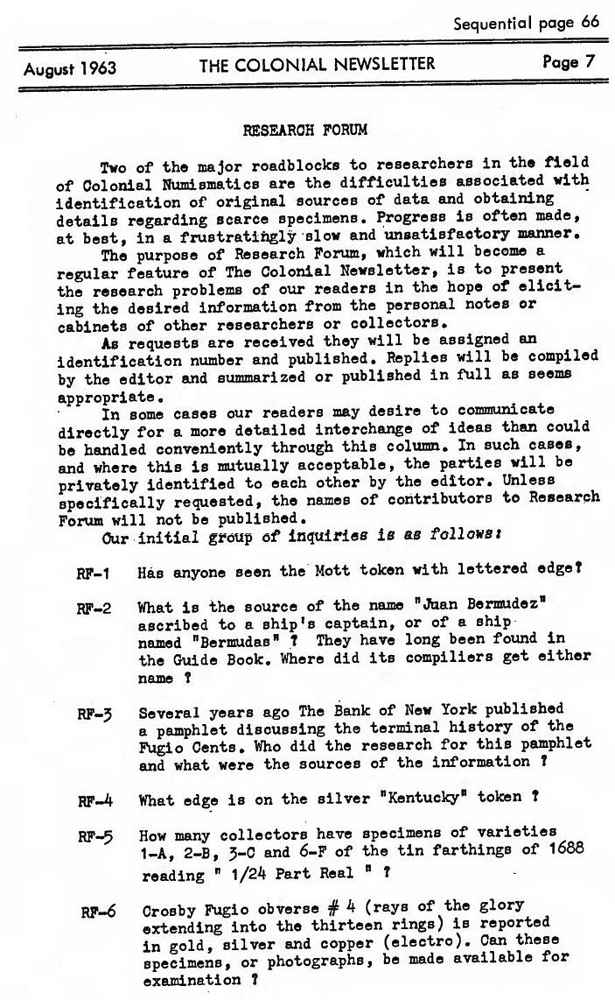 Sequential page 66
August 1963 THE COLONIAL NEWSLETTER Page 7
RESEARCH FORUM
Two of the major roadblocks to researchers in the field
of Colonial Numismatics are the difficulties associated with
identification of original sources of data and obtaining
details regarding scarce specimens. Progress is often made,
at best, in a frustratingly slow and unsatisfactory manner.
The purpose of Research Forum, which will become a
regular feature of The Colonial Newsletter, is to present
the research problems of our readers in the hope of elicit-
ing the desired information from the personal notes or
cabinets of other researchers or collectors.
As requests are received they will be assigned an
identification number and published. Replies will be compiled
by the editor and summarized or published in full as seems
appropriate.
In some cases our readers may desire to communicate
directly for a more detailed interchange of ideas than could
be handled conveniently through this column. In such cases,
and where this is mutually acceptable, the parties will be
privately identified to each other by the editor. Unless
specifically requested, the names of contributors to Research
Forum will not be published.
Our initial group of inquiries is as follows:
RF-1 Has anyone seen the Mott token with lettered edge?
RF-2 What is the source of the name "Juan Bermudez"
ascribed to a ship's captain, or of a ship
named "Bermudas" ? They have long been found in
the Guide Book. Where did its compiliers get either
name ?
RF-3 Several years ago The Bank of New York published
a pamphlet discussing the terminal history of the
Fugio Cents. Who did the research for this pamphlet
and what were the sources of the information ?
RF-4 What edge is on the silver "Kentucky" token ?
RF-5 How many collectors have specimens of varieties
1-A, 2-B, 3-C and 6-F of the tin farthings of 1688
reading " 1/24 Part Real " ?
RF-6 Crosby Fugio obverse # 4 (rays of the glory
extending into the thirteen rings) is reported
in gold, silver and copper (electro). Can these
specimens, or photographs, be made available for
examination ?